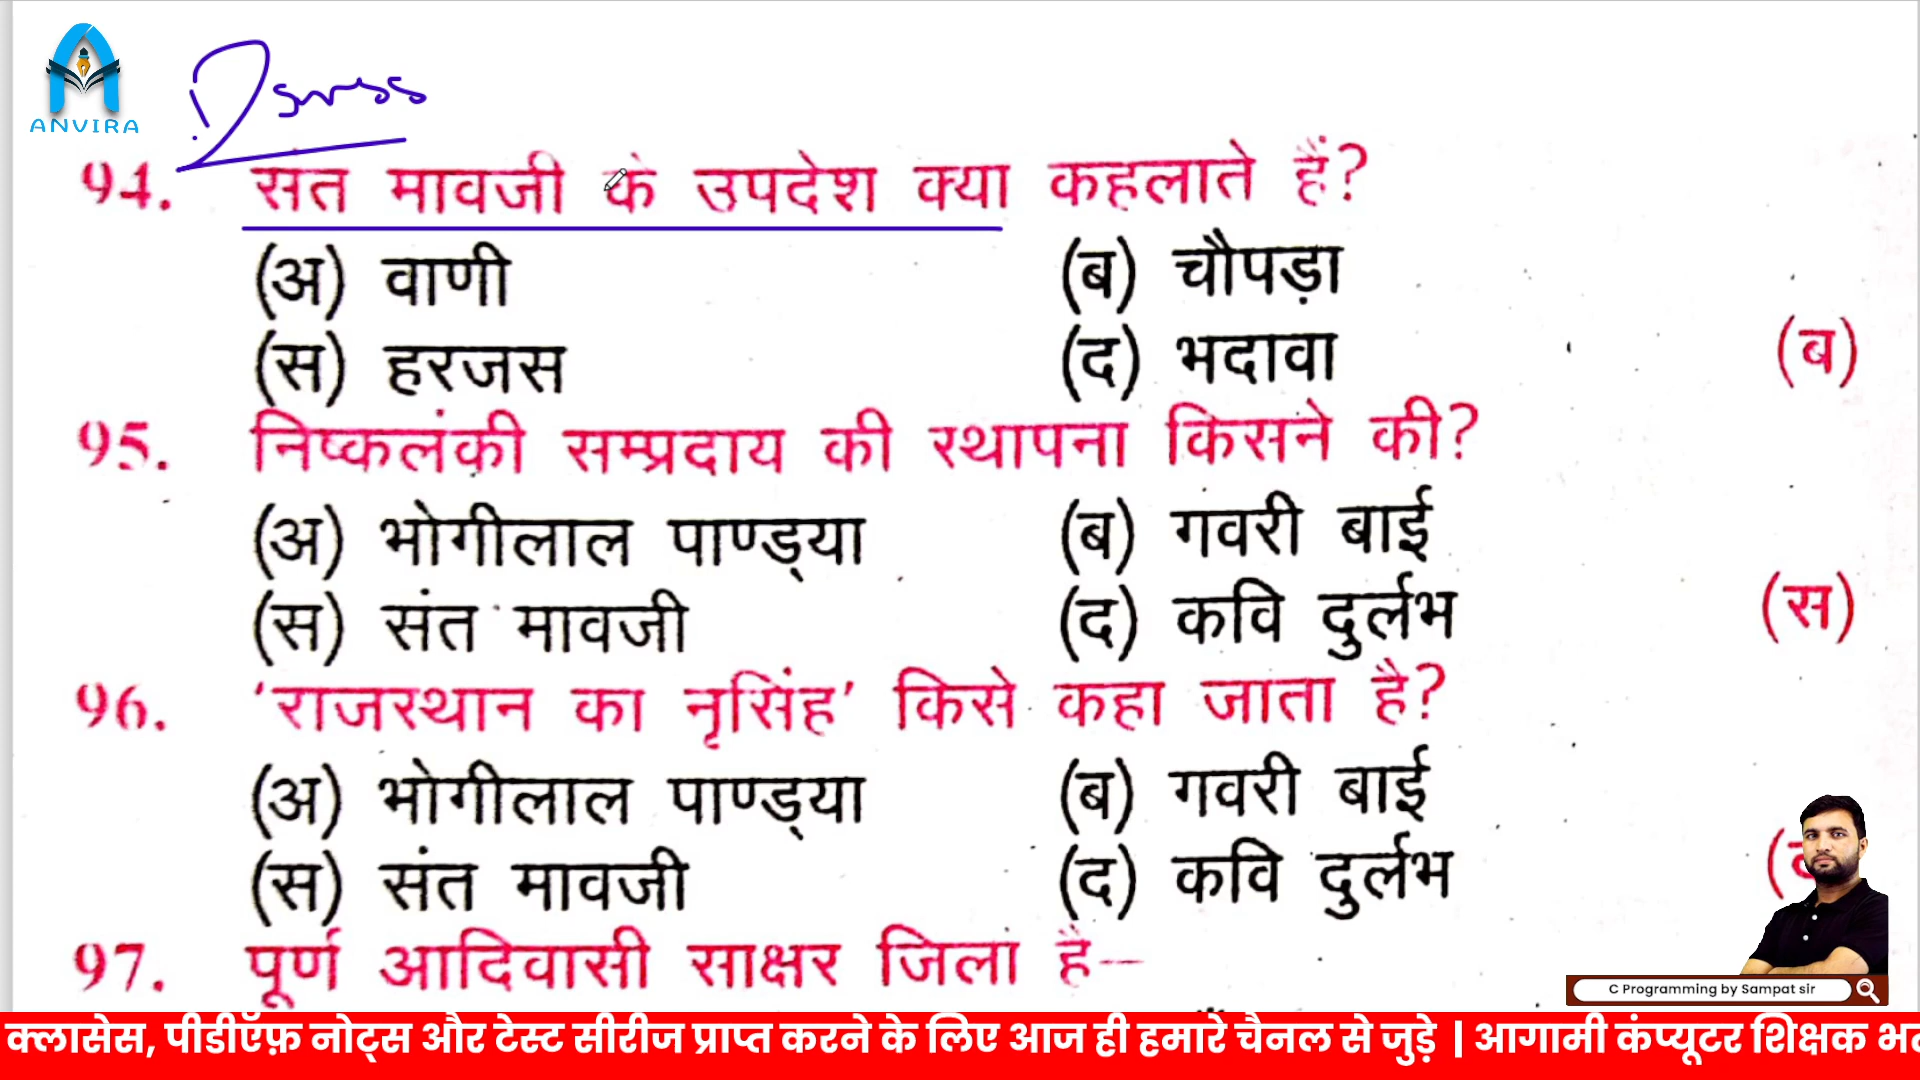 ANVIRA
94. संत मावजी के उपदेश क्या कहलाते हैं?
(अ) वाणी (ब) चौपड़ा
(स) हरजस (द) भदावा (ब)
95. निष्कलंकी सम्प्रदाय की स्थापना किसने की?
(अ) भोगीलाल पाण्ड्या (ब) गवरी बाई
(स) संत मावजी (द) कवि दुर्लभ (स)
96. 'राजस्थान का नृसिंह' किसे कहा जाता है?
(अ) भोगीलाल पाण्ड्या (ब) गवरी बाई
(स) संत मावजी (द) कवि दुर्लभ
97. पूर्ण आदिवासी साक्षर जिला है–
C Programming by Sampat sir
क्लासेस, पीडीऍफ़ नोट्स और टेस्ट सीरीज प्राप्त करने के लिए आज ही हमारे चैनल से जुड़े | आगामी कंप्यूटर शिक्षक